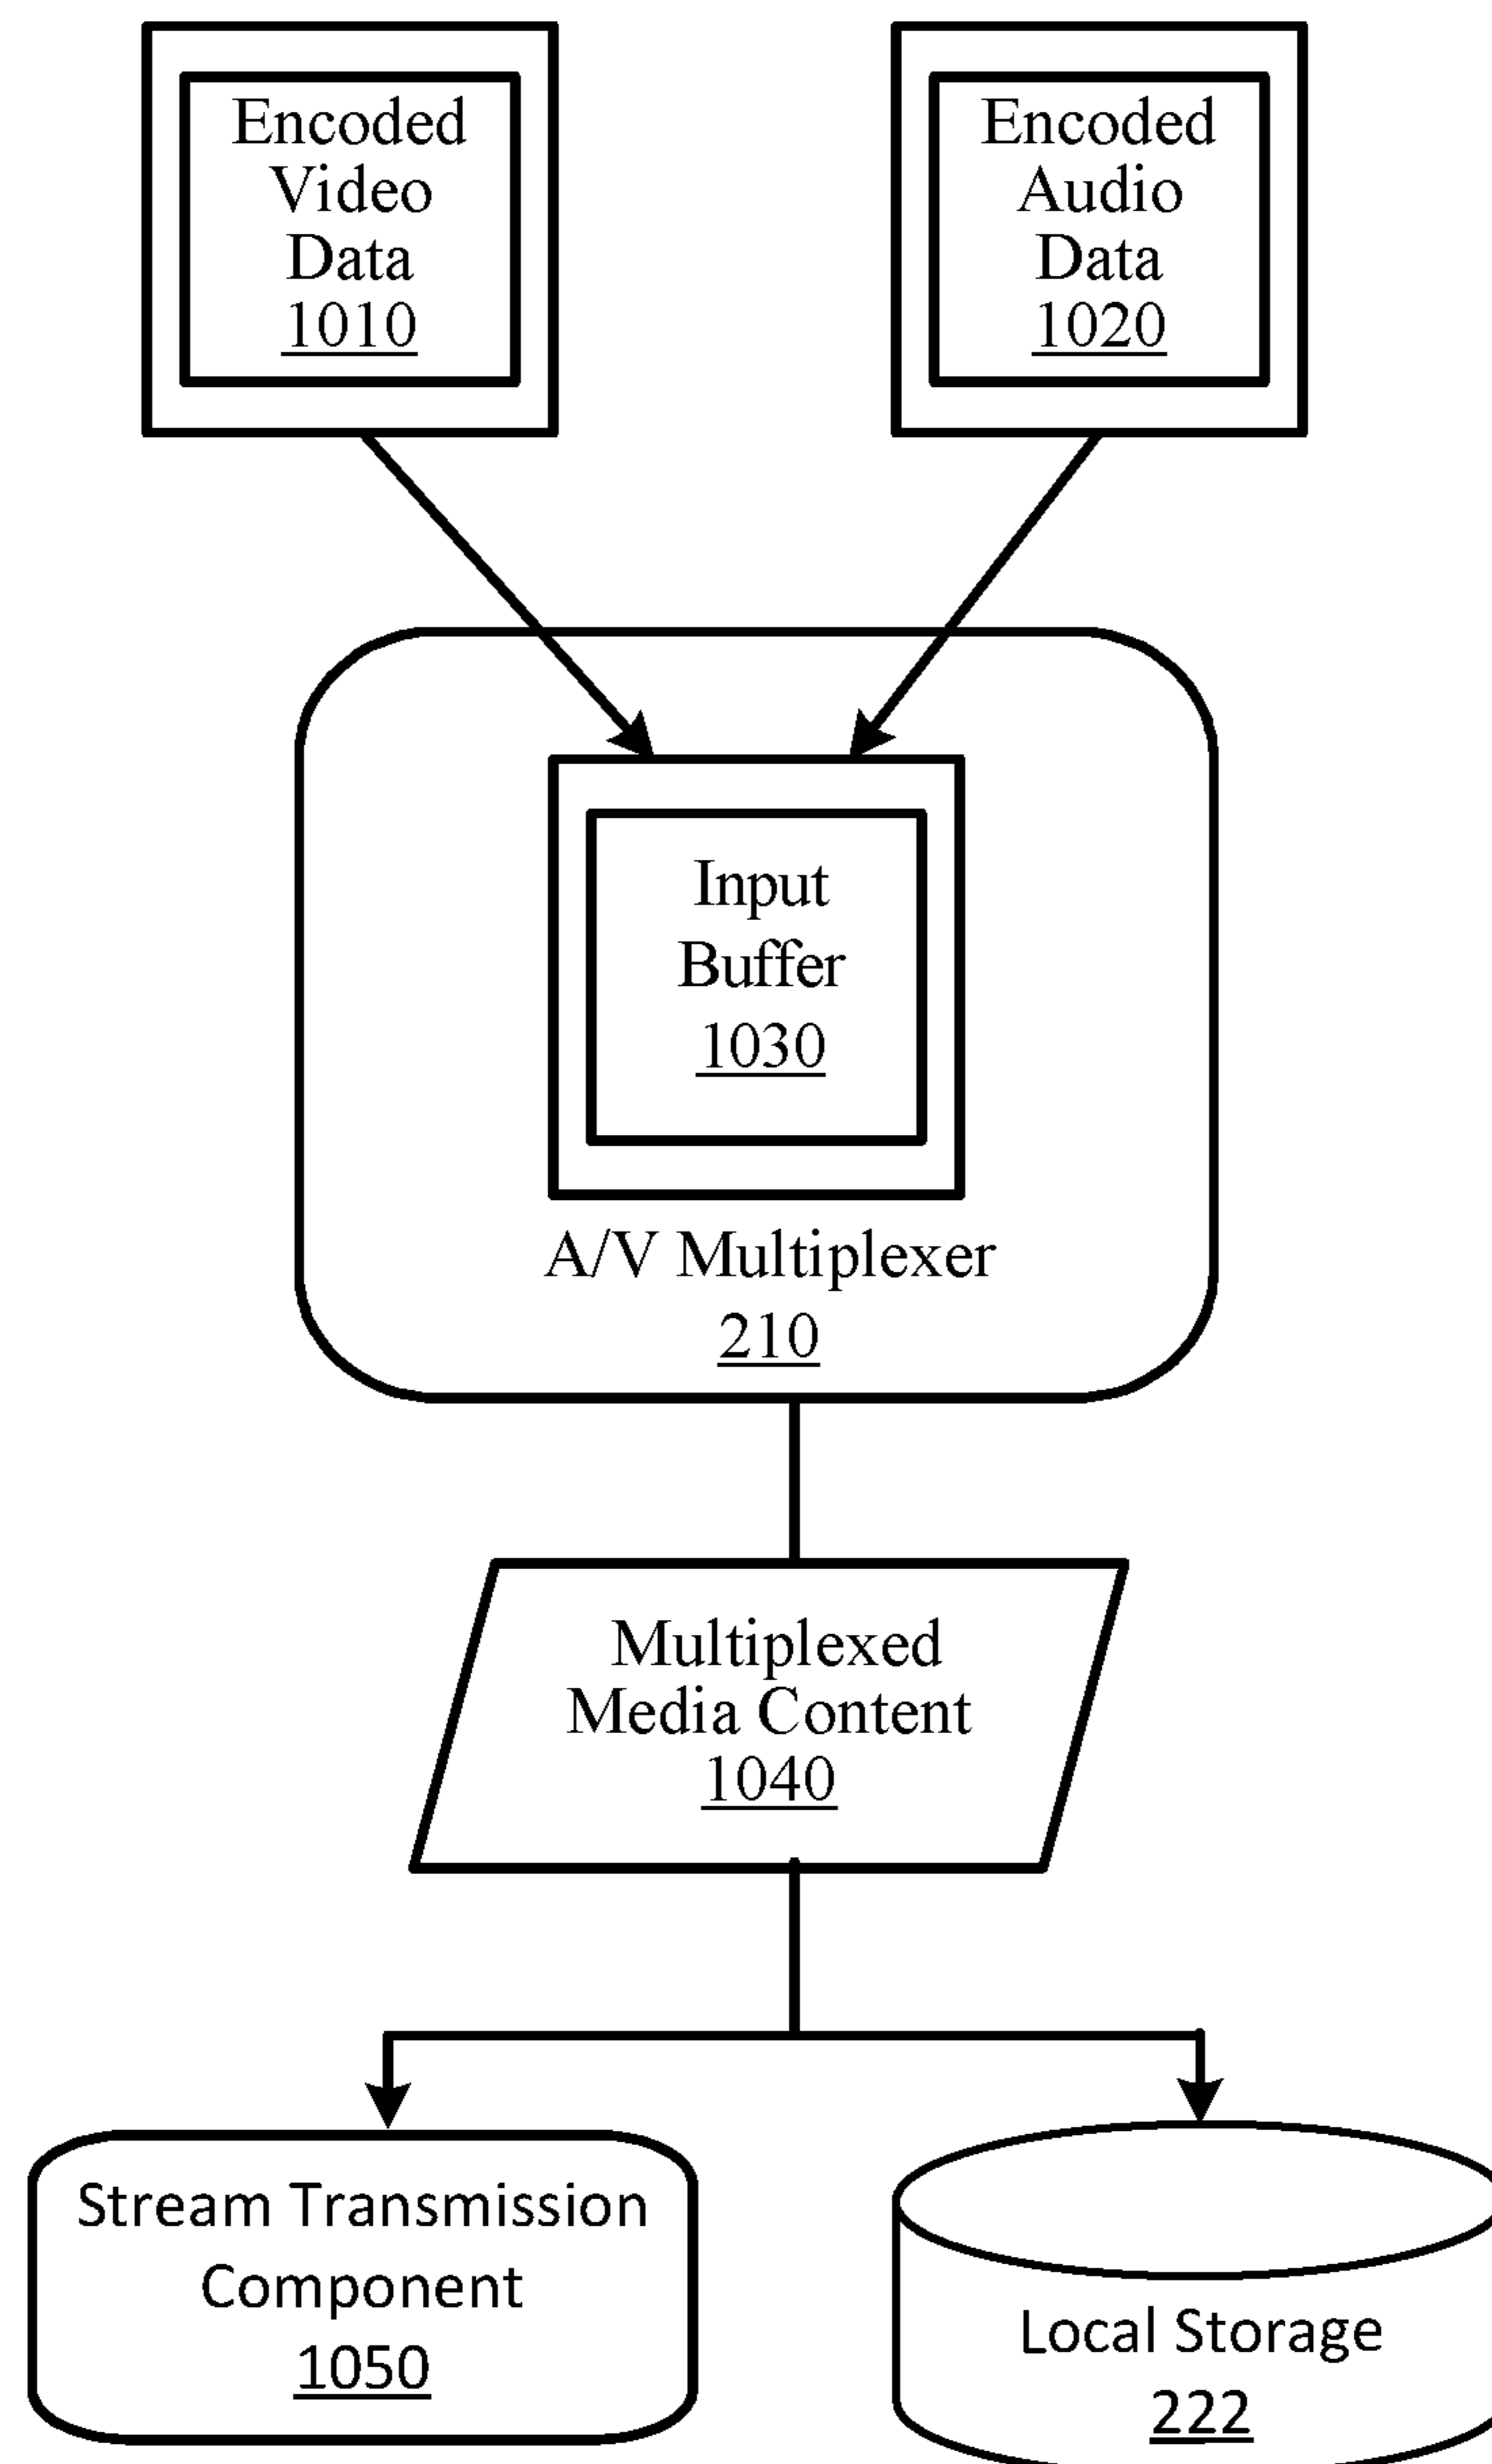 Encoded
Video
Data
1010
Encoded
Audio
Data
1020
Input
Buffer
1030
A/V Multiplexer
210
Multiplexed
Media Content
1040
Stream Transmission
Component
1050
Local Storage
222